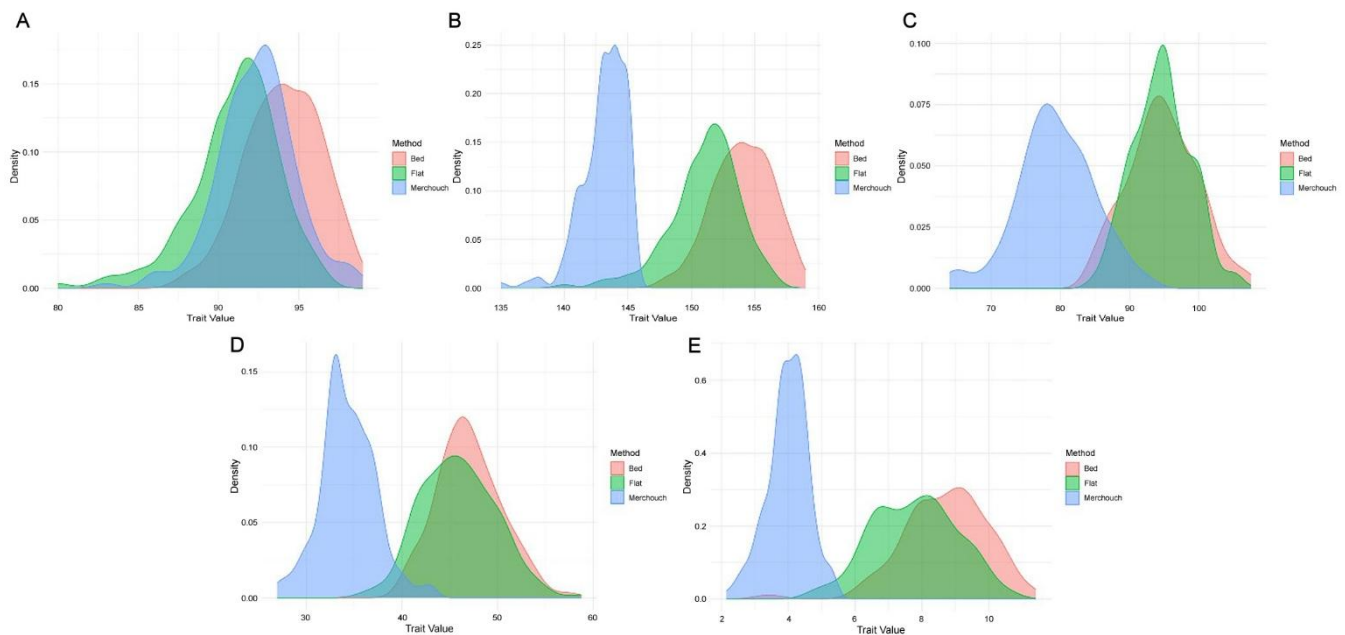 A
0.15
0.10
0.05
0.00
Density
80
85
90
95
Trait Value
Method
Bed
Flat
Merchouch
B
0.25
0.20
0.15
0.10
0.05
0.00
Density
135
140
145
150
155
160
Trait Value
Method
Bed
Flat
Merchouch
C
0.100
0.075
0.050
0.025
0.000
Density
70
80
90
100
Trait Value
Method
Bed
Flat
Merchouch
D
0.15
0.10
0.05
0.00
Density
30
40
50
60
Trait Value
Method
Bed
Flat
Merchouch
E
0.6
0.4
0.2
0.0
Density
2
4
6
8
10
Trait Value
Method
Bed
Flat
Merchouch